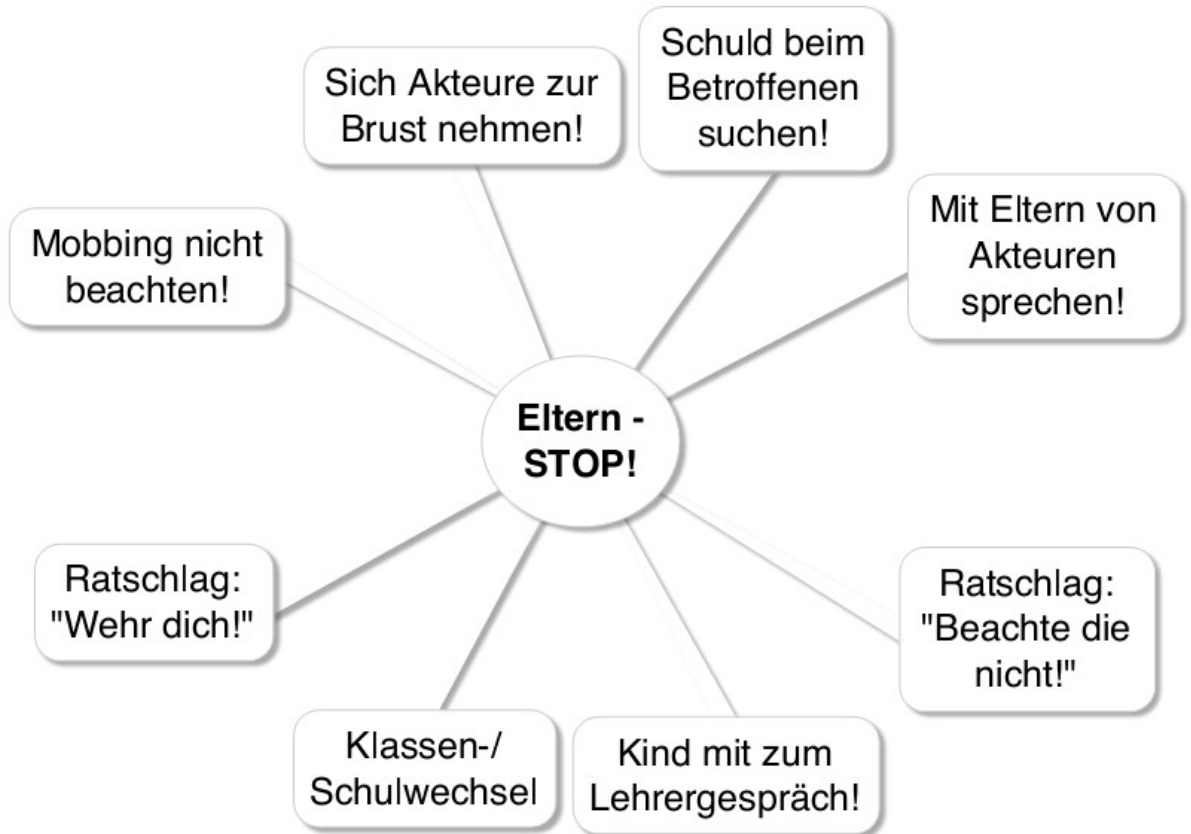 Sich Akteure zur
Brust nehmen!
Schuld beim
Betroffenen
suchen!
Mobbing nicht
beachten!
Mit Eltern von
Akteuren
sprechen!
Eltern -
STOP!
Ratschlag:
"Wehr dich!"
Ratschlag:
"Beachte die
nicht!"
Klassen-/
Schulwechsel
Kind mit zum
Lehrergespräch!